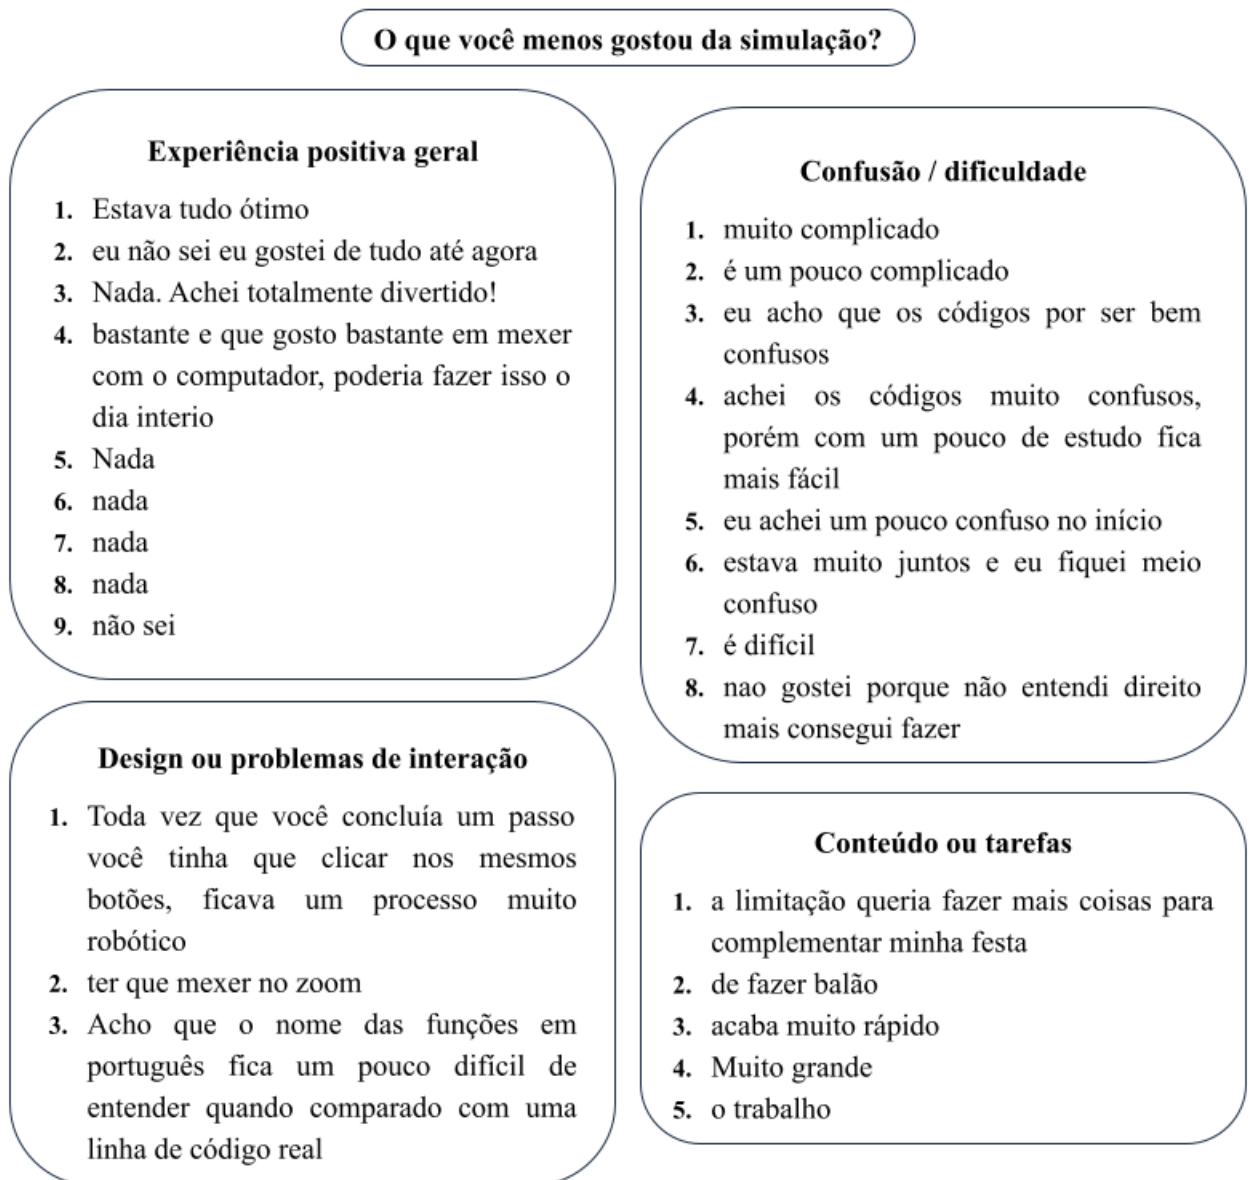 O que você menos gostou da simulação?
Experiência positiva geral
1. Estava tudo ótimo
2. eu não sei eu gostei de tudo até agora
3. Nada. Achei totalmente divertido!
4. bastante e que gosto bastante em mexer
com o computador, poderia fazer isso o
dia interio
5. Nada
6. nada
7. nada
8. nada
9. não sei
Confusão / dificuldade
1. muito complicado
2. é um pouco complicado
3. eu acho que os códigos por ser bem
confusos
4. achei os códigos muito confusos,
porém com um pouco de estudo fica
mais fácil
5. eu achei um pouco confuso no início
6. estava muito juntos e eu fiquei meio
confuso
7. é difícil
8. nao gostei porque não entendi direito
mais consegui fazer
Design ou problemas de interação
1. Toda vez que você concluía um passo
você tinha que clicar nos mesmos
botões, ficava um processo muito
robótico
2. ter que mexer no zoom
3. Acho que o nome das funções em
português fica um pouco difícil de
entender quando comparado com uma
linha de código real
Conteúdo ou tarefas
1. a limitação queria fazer mais coisas para
complementar minha festa
2. de fazer balão
3. acaba muito rápido
4. Muito grande
5. o trabalho